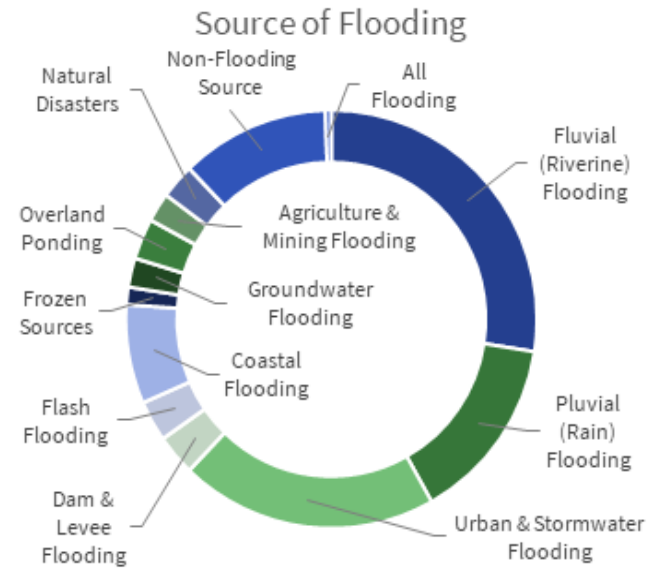 Source of Flooding
Non-Flooding
Source
All
Flooding
Natural
Disasters
Fluvial
(Riverine)
Flooding
Overland
Ponding
Agriculture &
Mining Flooding
Groundwater
Flooding
Frozen
Sources
Coastal
Flooding
Flash
Flooding
Pluvial
(Rain)
Flooding
Dam &
Levee
Flooding
Urban & Stormwater
Flooding